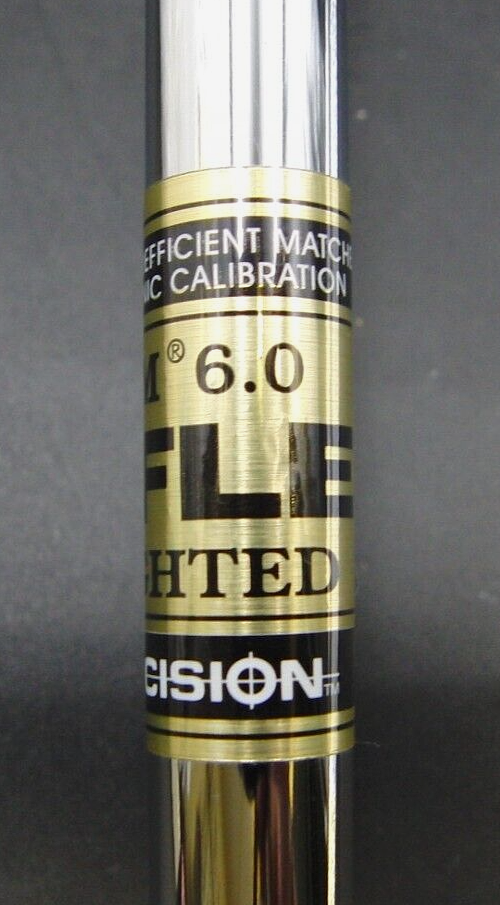 EFFICIENT MATCHE
NIC CALIBRATION
M® 6.0
FLE
GHTED
CISION™